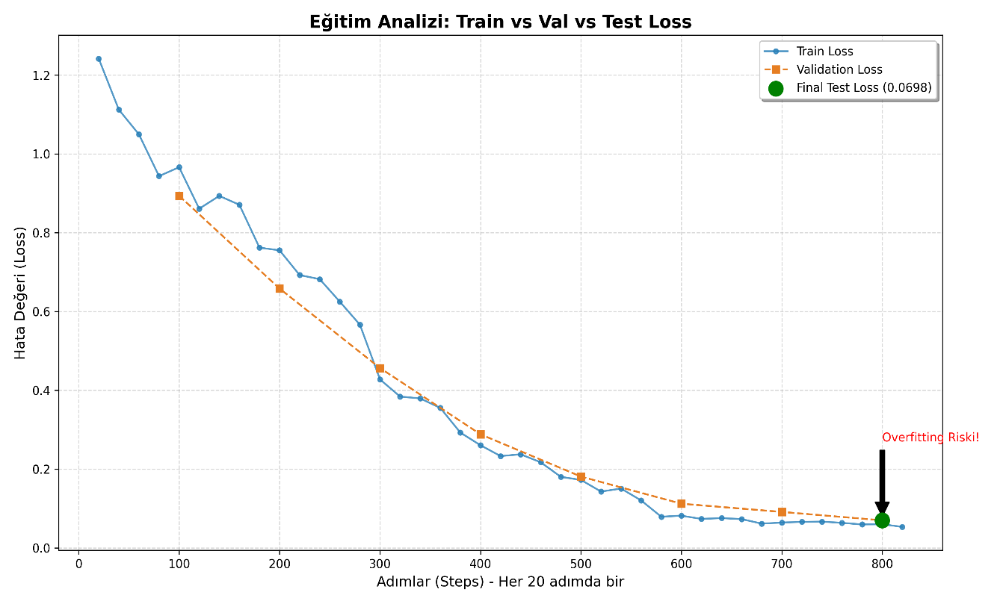 Eğitim Analizi: Train vs Val vs Test Loss
Train Loss
Validation Loss
Final Test Loss (0.0698)
Hata Değeri (Loss)
1.2
1.0
0.8
0.6
0.4
0.2
0.0
Overfitting Riski!
0 100 200 300 400 500 600 700 800
Adımlar (Steps) - Her 20 adımda bir